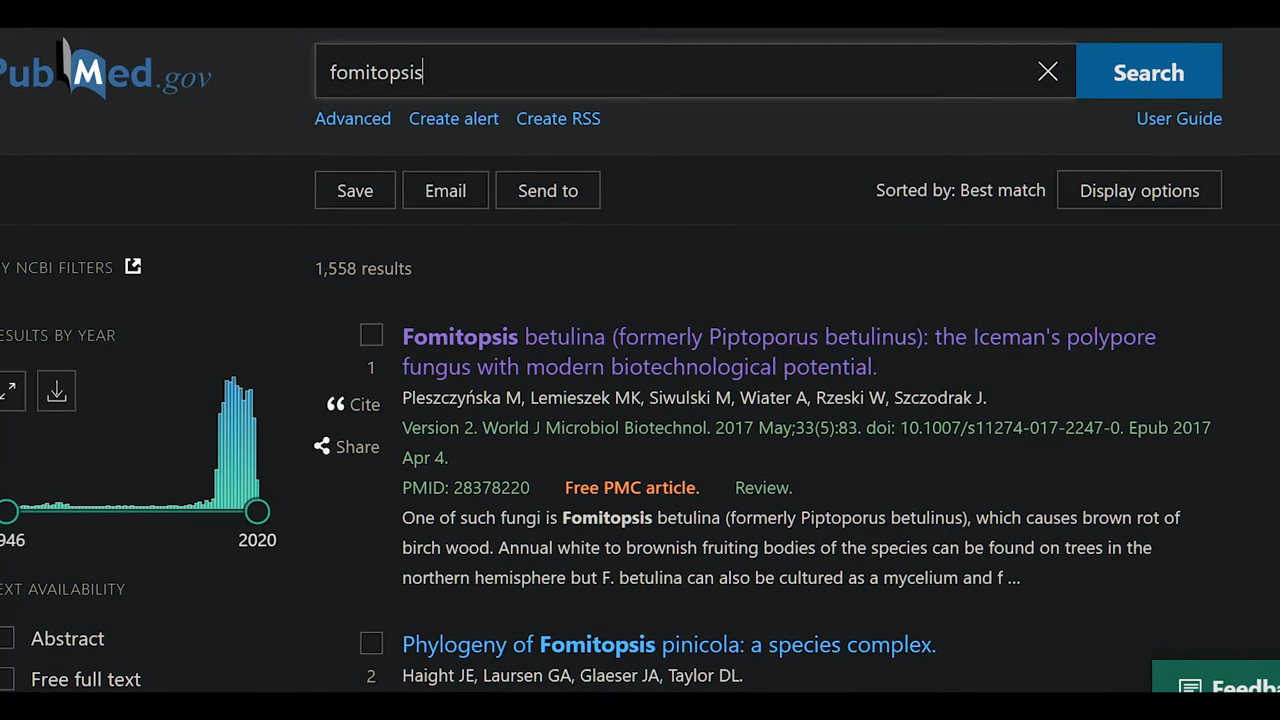 PubMed.gov
fomitopsis
Search
Advanced Create alert Create RSS
User Guide
Save Email Send to
Sorted by: Best match Display options
Y NCBI FILTERS
1,558 results
ESULTS BY YEAR
946
2020
EXT AVAILABILITY
Abstract
Free full text
1
Cite
Share
Fomitopsis betulina (formerly Piptoporus betulinus): the Iceman's polypore
fungus with modern biotechnological potential.
Pleszczyńska M, Lemieszek MK, Siwulski M, Wiater A, Rzeski W, Szczodrak J.
Version 2. World J Microbiol Biotechnol. 2017 May;33(5):83. doi: 10.1007/s11274-017-2247-0. Epub 2017
Apr 4.
PMID: 28378220 Free PMC article. Review.
One of such fungi is Fomitopsis betulina (formerly Piptoporus betulinus), which causes brown rot of
birch wood. Annual white to brownish fruiting bodies of the species can be found on trees in the
northern hemisphere but F. betulina can also be cultured as a mycelium and f ...
2
Phylogeny of Fomitopsis pinicola: a species complex.
Haight JE, Laursen GA, Glaeser JA, Taylor DL.
Feedba